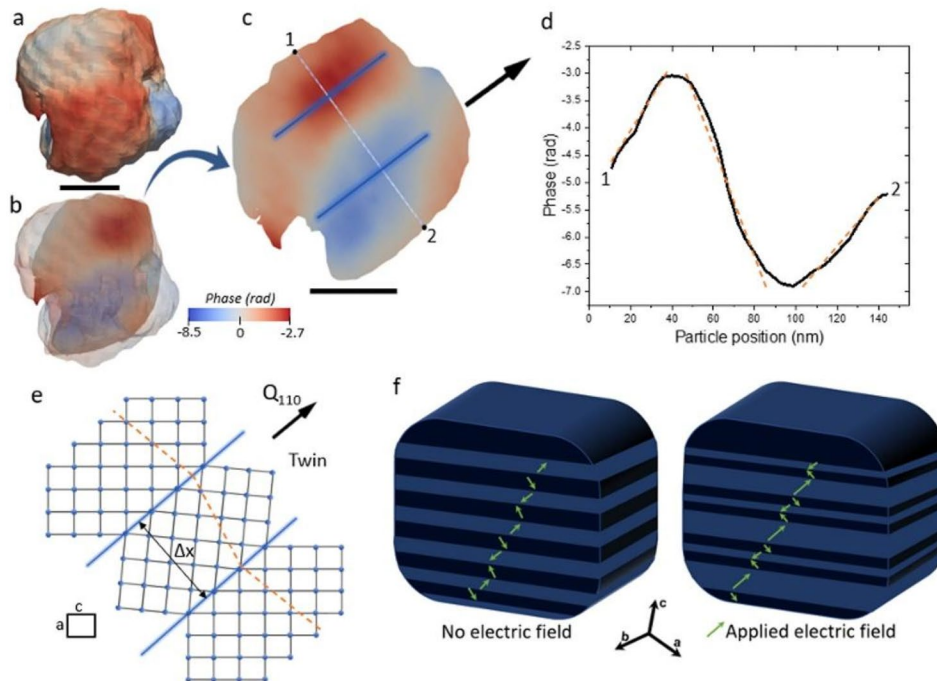 a
b
c
1
2
Phase (rad)
-8.5 0 -2.7
d
Phase (rad)
-2.5
-3.0
-3.5
-4.0
-4.5
-5.0
-5.5
-6.0
-6.5
-7.0
1
2
0 20 40 60 80 100 120 140
Particle position (nm)
e
Q110
Twin
Δx
c
a
f
No electric field
c
b
a
Applied electric field